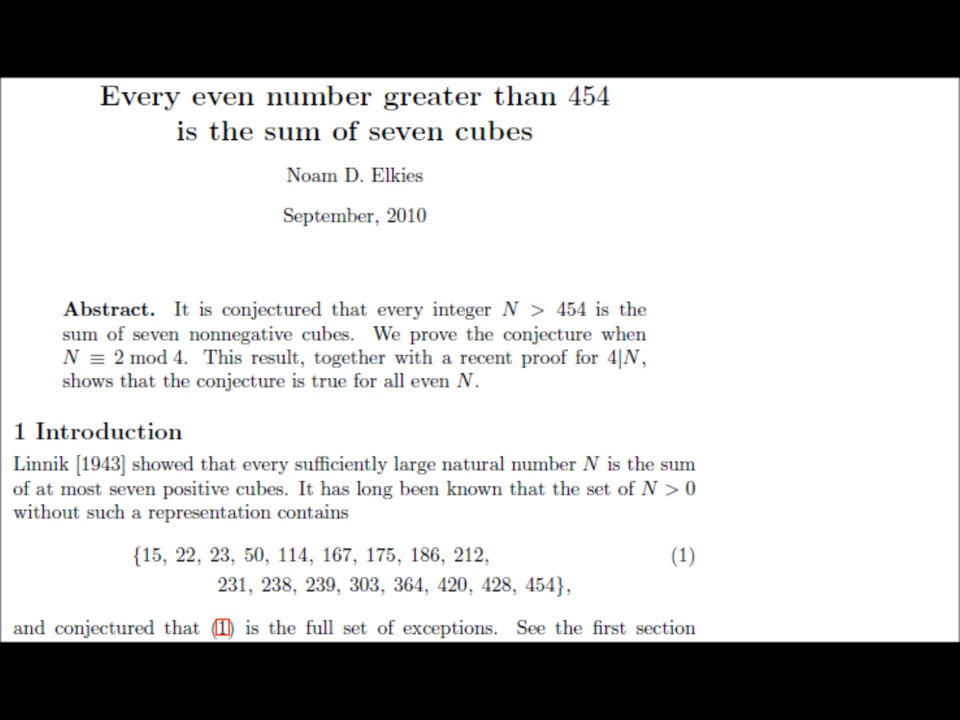 Every even number greater than 454
is the sum of seven cubes
Noam D. Elkies
September, 2010
Abstract. It is conjectured that every integer N > 454 is the
sum of seven nonnegative cubes. We prove the conjecture when
N ≡ 2 mod 4. This result, together with a recent proof for 4|N,
shows that the conjecture is true for all even N.
1 Introduction
Linnik [1943] showed that every sufficiently large natural number N is the sum
of at most seven positive cubes. It has long been known that the set of N > 0
without such a representation contains
{15, 22, 23, 50, 114, 167, 175, 186, 212, (1)
231, 238, 239, 303, 364, 420, 428, 454},
and conjectured that (1) is the full set of exceptions. See the first section